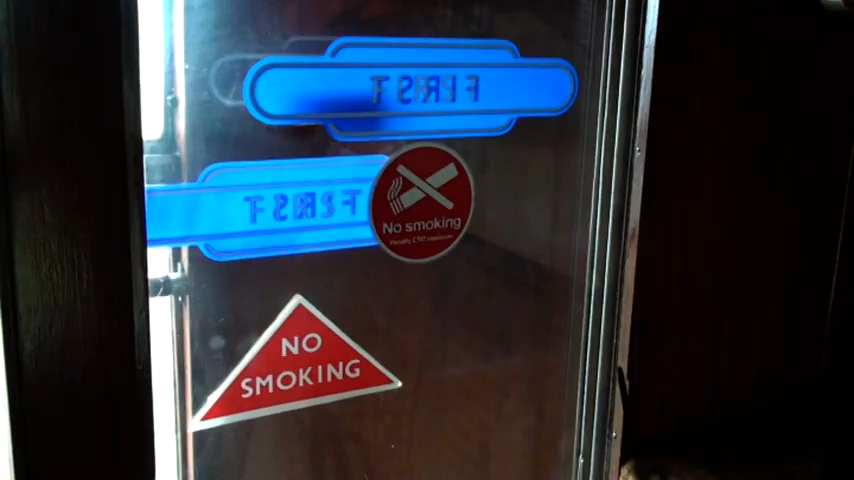 FIRST
FIRST
No smoking
NO
SMOKING